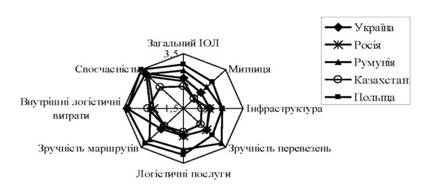 Загальний ІОЛ
3,5
Своєчасність
Митниця
Внутрішні логістичні
витрати
1,5
Інфраструктура
Зручність маршрутів
Зручність перевезень
Логістичні послуги
Україна
Росія
Румунія
Казахстан
Польща